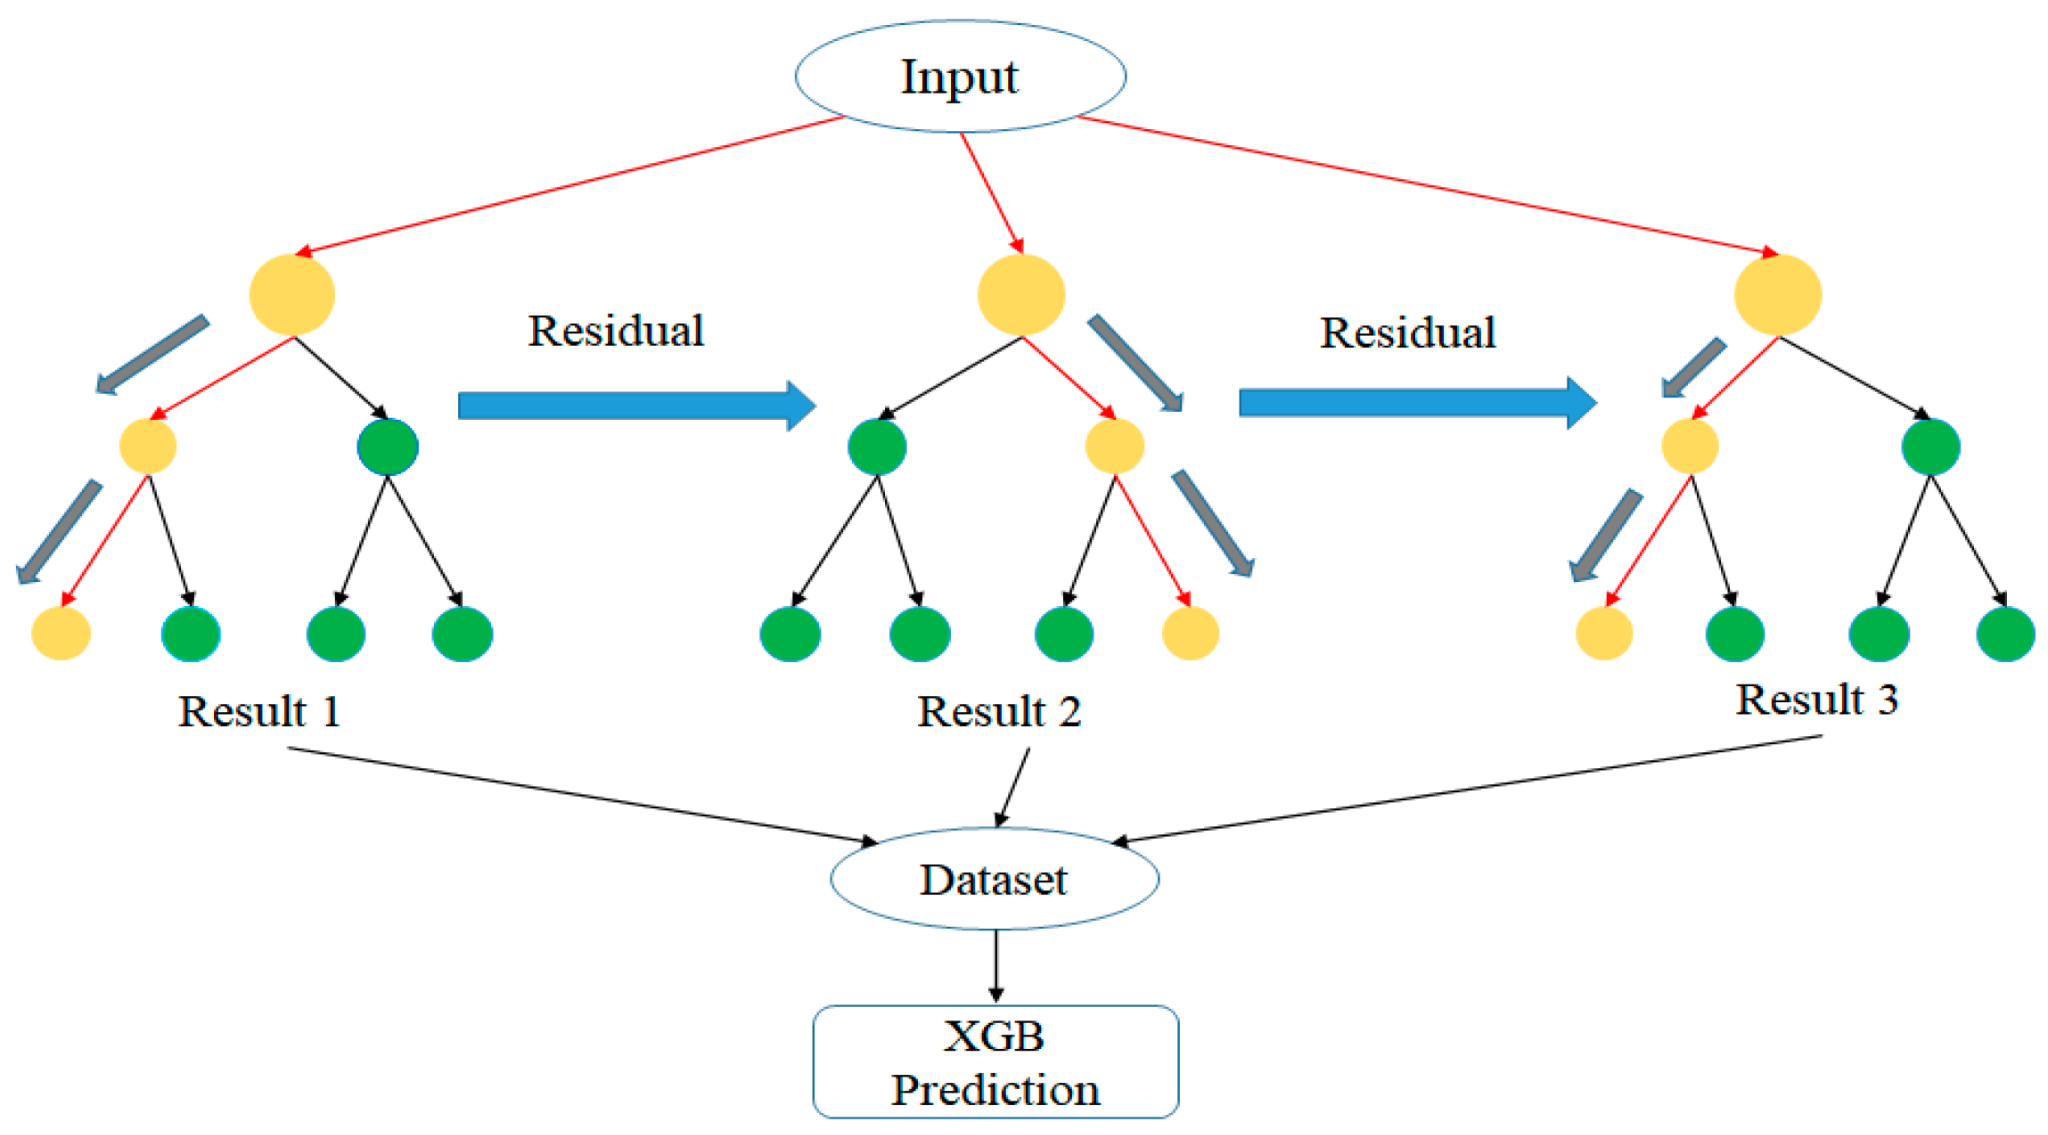 Input
Residual
Residual
Result 1
Result 2
Result 3
Dataset
XGB
Prediction